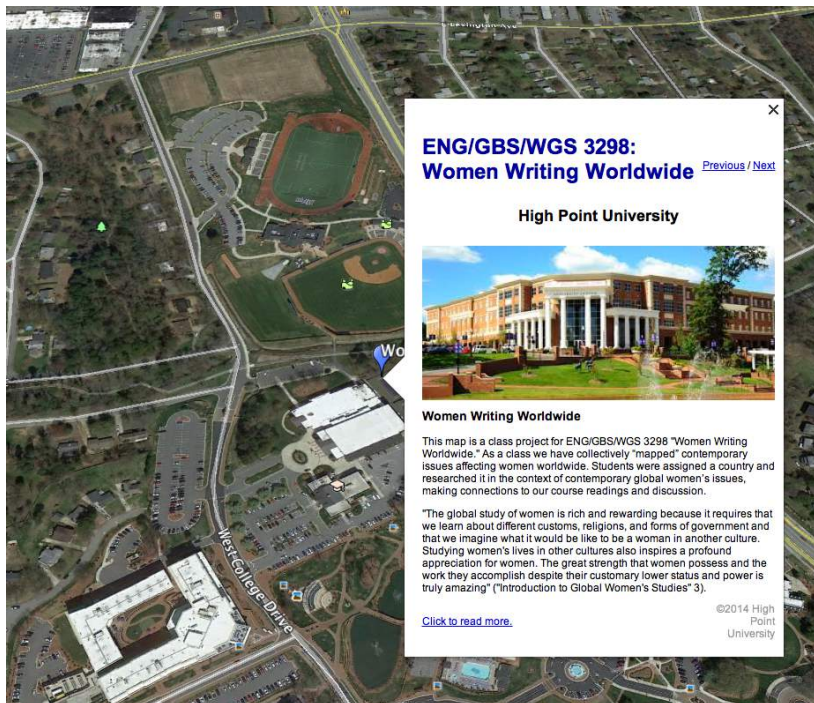 Lexington Ave
ENG/GBS/WGS 3298:
Women Writing Worldwide
Previous / Next
High Point University
Wo
Women Writing Worldwide
This map is a class project for ENG/GBS/WGS 3298 "Women Writing
Worldwide." As a class we have collectively “mapped” contemporary
issues affecting women worldwide. Students were assigned a country and
researched it in the context of contemporary global women’s issues,
making connections to our course readings and discussion.
"The global study of women is rich and rewarding because it requires that
we learn about different customs, religions, and forms of government and
that we imagine what it would be like to be a woman in another culture.
Studying women's lives in other cultures also inspires a profound
appreciation for women. The great strength that women possess and the
work they accomplish despite their customary lower status and power is
truly amazing" ("Introduction to Global Women's Studies" 3).
West College Drive
Click to read more.
©2014 High
Point
University